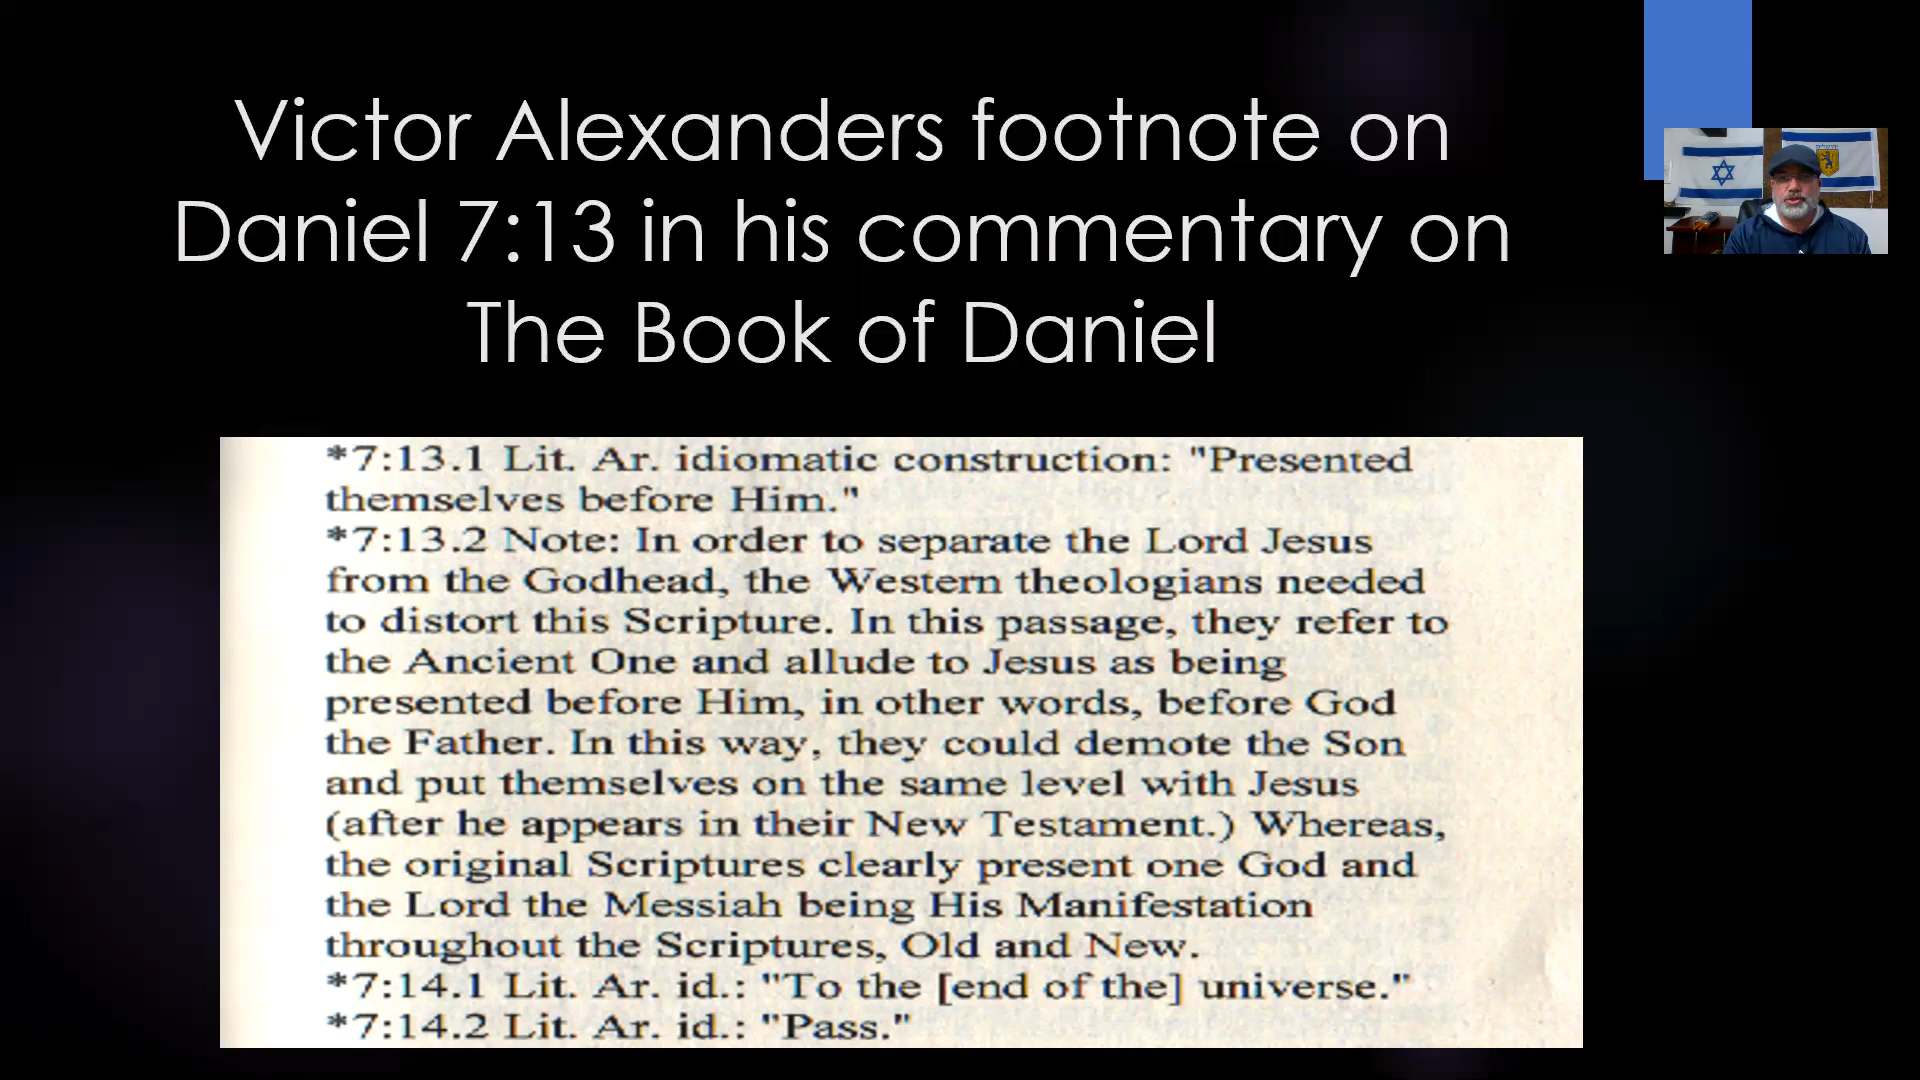 Victor Alexanders footnote on
Daniel 7:13 in his commentary on
The Book of Daniel
*7:13.1 Lit. Ar. idiomatic construction: "Presented
themselves before Him."
*7:13.2 Note: In order to separate the Lord Jesus
from the Godhead, the Western theologians needed
to distort this Scripture. In this passage, they refer to
the Ancient One and allude to Jesus as being
presented before Him, in other words, before God
the Father. In this way, they could demote the Son
and put themselves on the same level with Jesus
(after he appears in their New Testament.) Whereas,
the original Scriptures clearly present one God and
the Lord the Messiah being His Manifestation
throughout the Scriptures, Old and New.
*7:14.1 Lit. Ar. id.: "To the [end of the] universe."
*7:14.2 Lit. Ar. id.: "Pass."